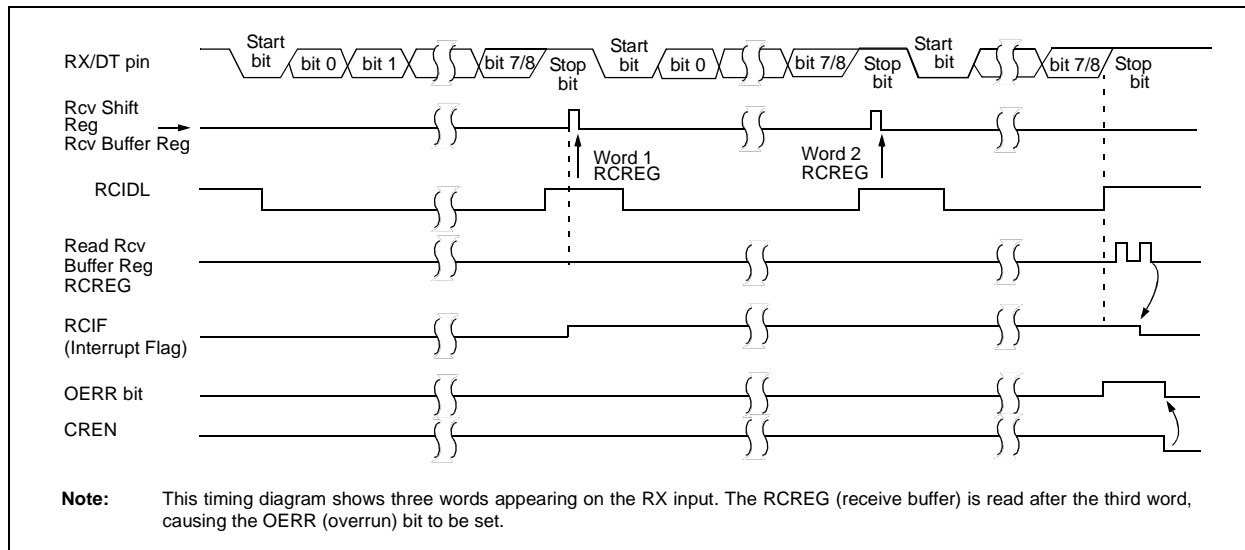 Start
bit
bit 0
bit 1
bit 7/8
Stop
bit
Start
bit
bit 0
bit 7/8
Stop
bit
Start
bit
bit 7/8
Stop
bit
RX/DT pin
Rcv Shift
Reg
Rcv Buffer Reg
Word 1
RCREG
Word 2
RCREG
RCIDL
Read Rcv
Buffer Reg
RCREG
RCIF
(Interrupt Flag)
OERR bit
CREN
Note: This timing diagram shows three words appearing on the RX input. The RCREG (receive buffer) is read after the third word,
causing the OERR (overrun) bit to be set.